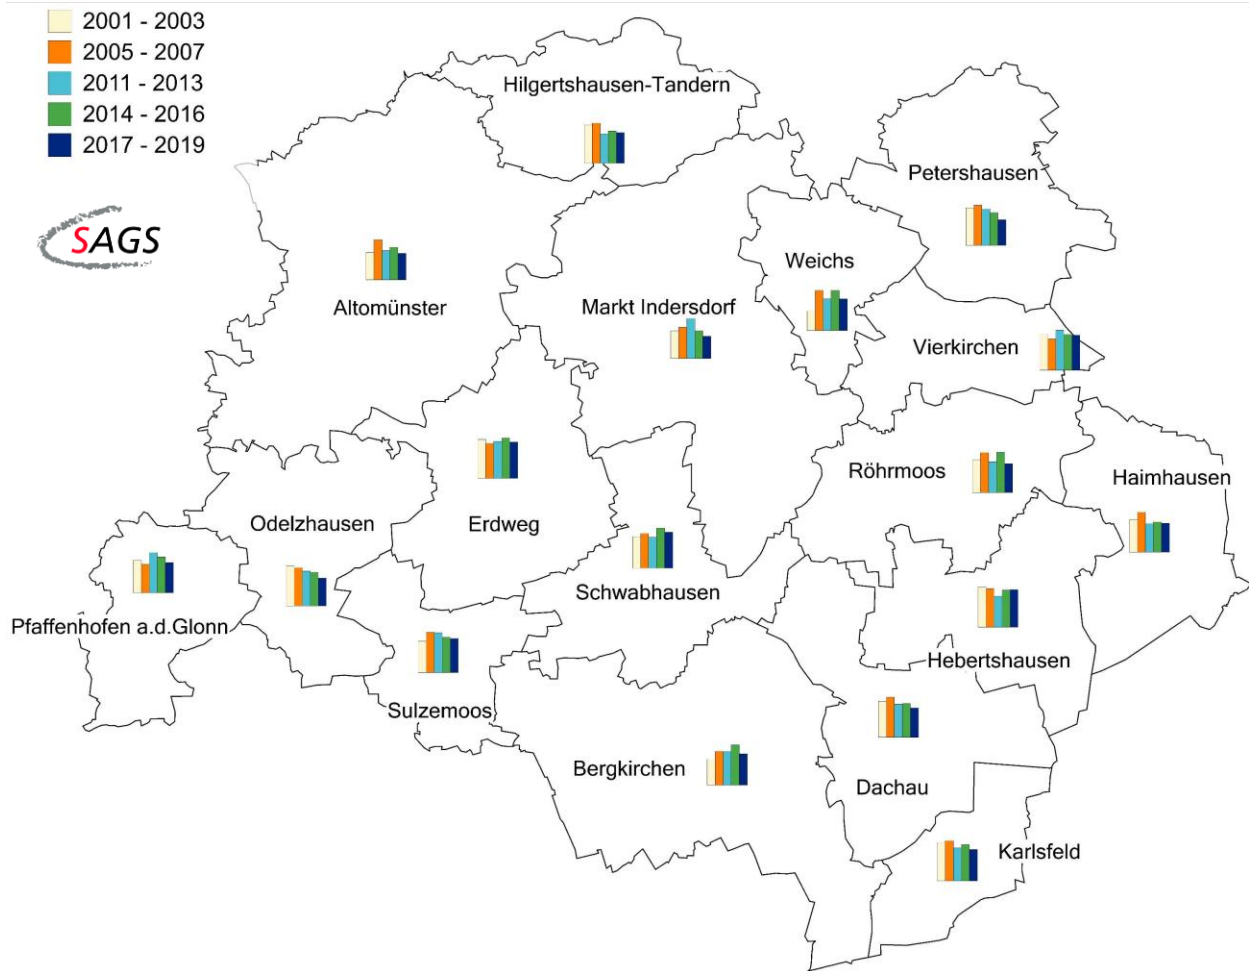 2001 - 2003
2005 - 2007
2011 - 2013
2014 - 2016
2017 - 2019
SAGS
Hilgertshausen-Tandern
Petershausen
Weichs
Altomünster
Markt Indersdorf
Vierkirchen
Röhrmoos
Haimhausen
Odelzhausen
Erdweg
Schwabhausen
Pfaffenhofen a.d.Glonn
Hebertshausen
Sulzemoos
Bergkirchen
Dachau
Karlsfeld